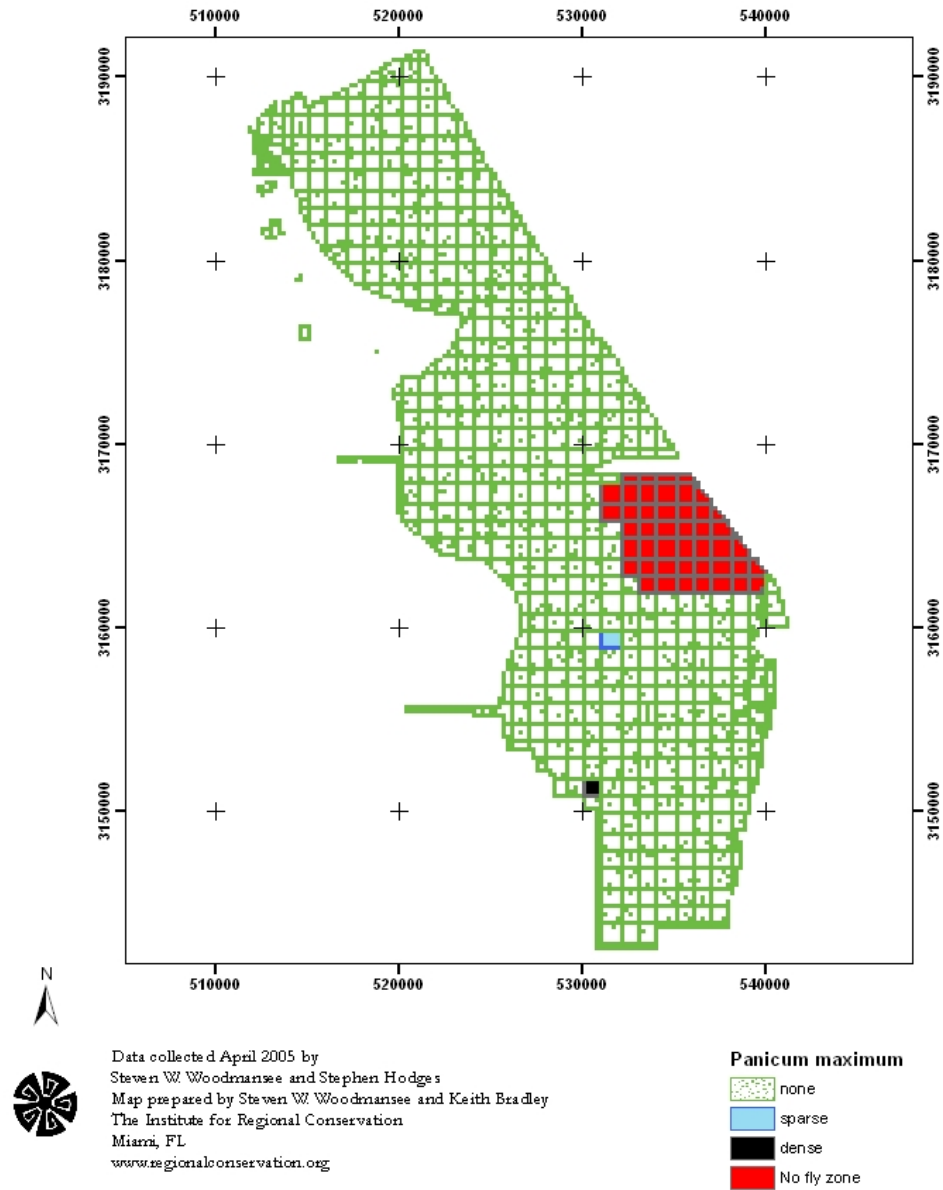 510000 520000 530000 540000
3190000 3190000
3180000 3180000
3170000 3170000
3160000 3160000
3150000 3150000
510000 520000 530000 540000
N
Data collected April 2005 by
Steven W. Woodmansee and Stephen Hodges
Map prepared by Steven W. Woodmansee and Keith Bradley
The Institute for Regional Conservation
Miami, FL
www.regionalconservation.org
Panicum maximum
none
sparse
dense
No fly zone